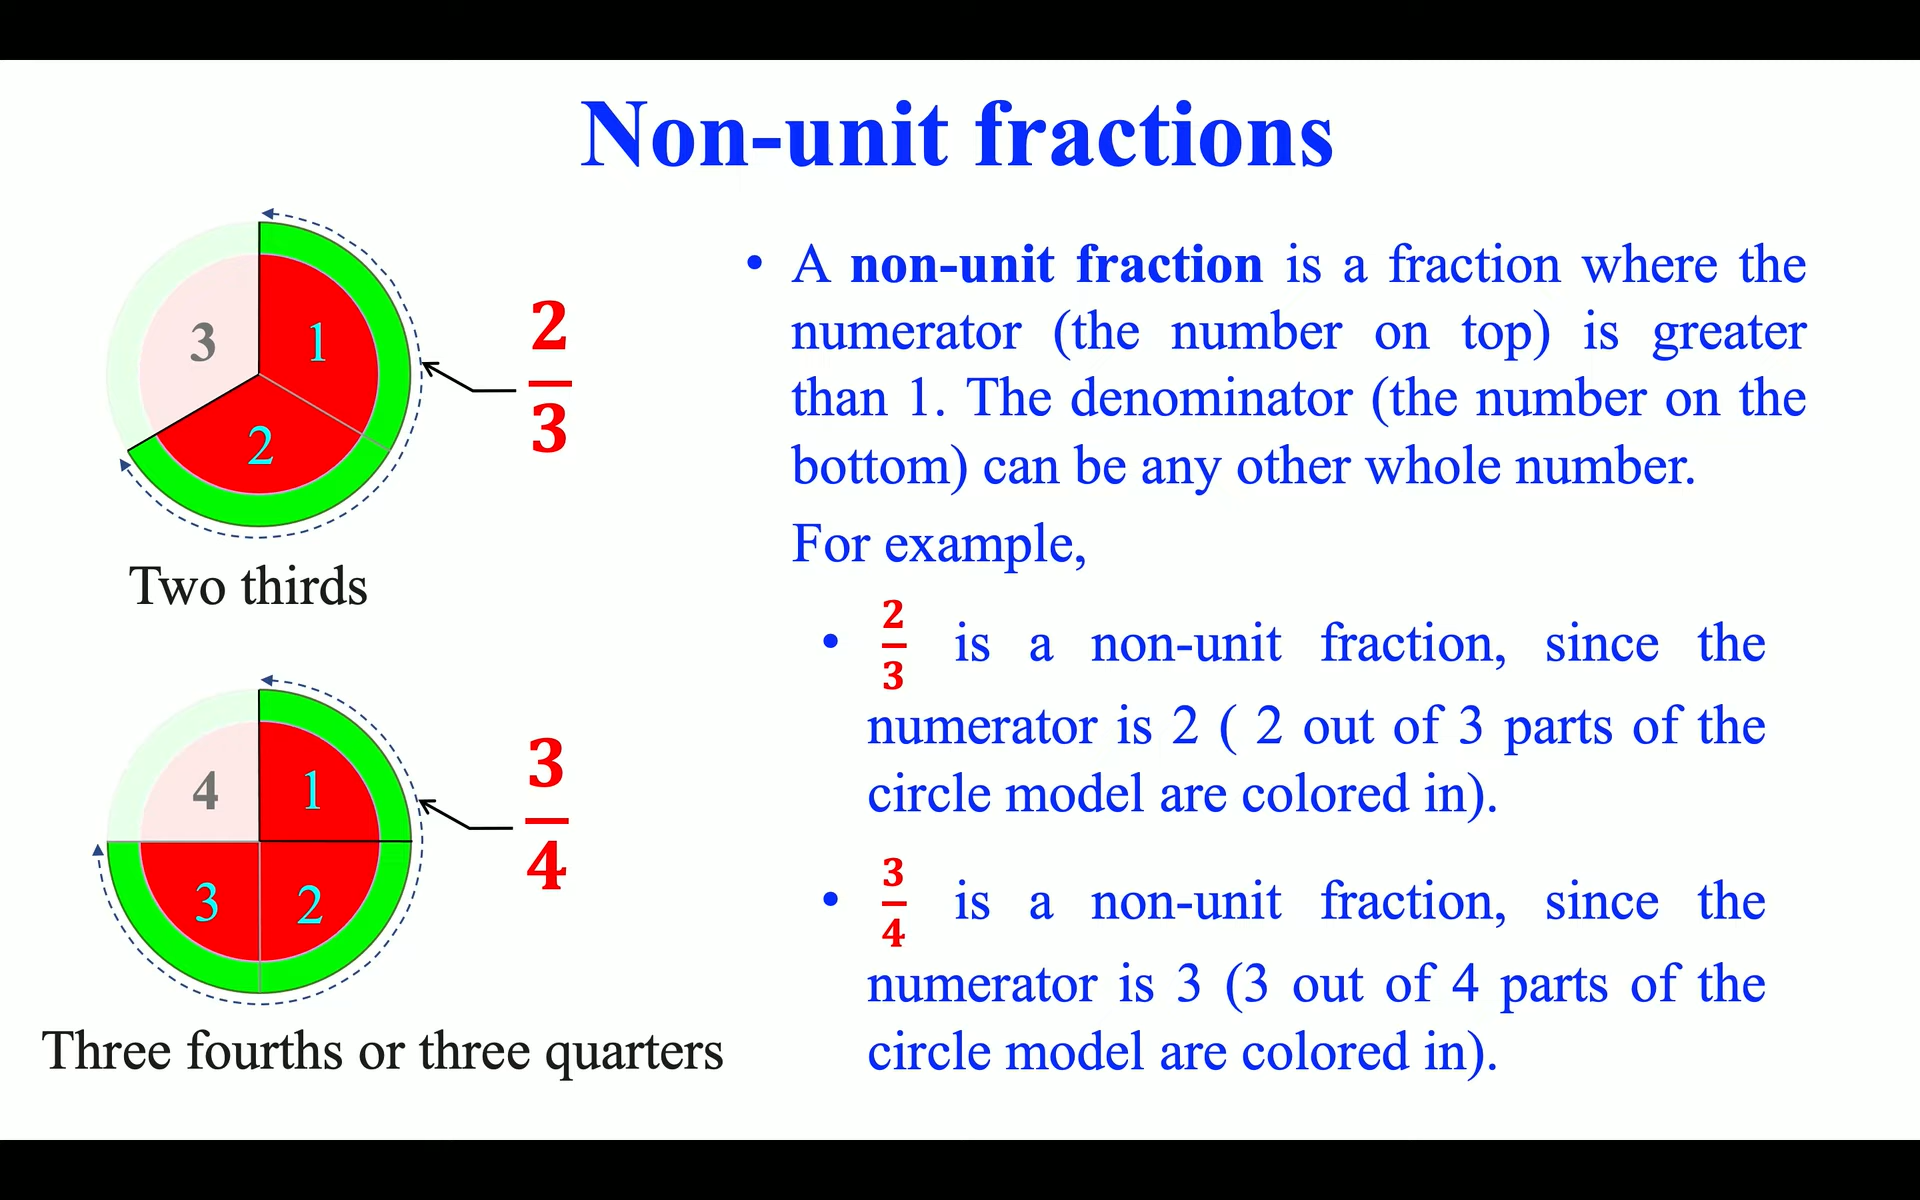 Non-unit fractions
3
1
2
2
3
Two thirds
4
1
3
2
3
4
Three fourths or three quarters
• A non-unit fraction is a fraction where the
numerator (the number on top) is greater
than 1. The denominator (the number on the
bottom) can be any other whole number.
For example,
• 2/3 is a non-unit fraction, since the
numerator is 2 ( 2 out of 3 parts of the
circle model are colored in).
• 3/4 is a non-unit fraction, since the
numerator is 3 (3 out of 4 parts of the
circle model are colored in).